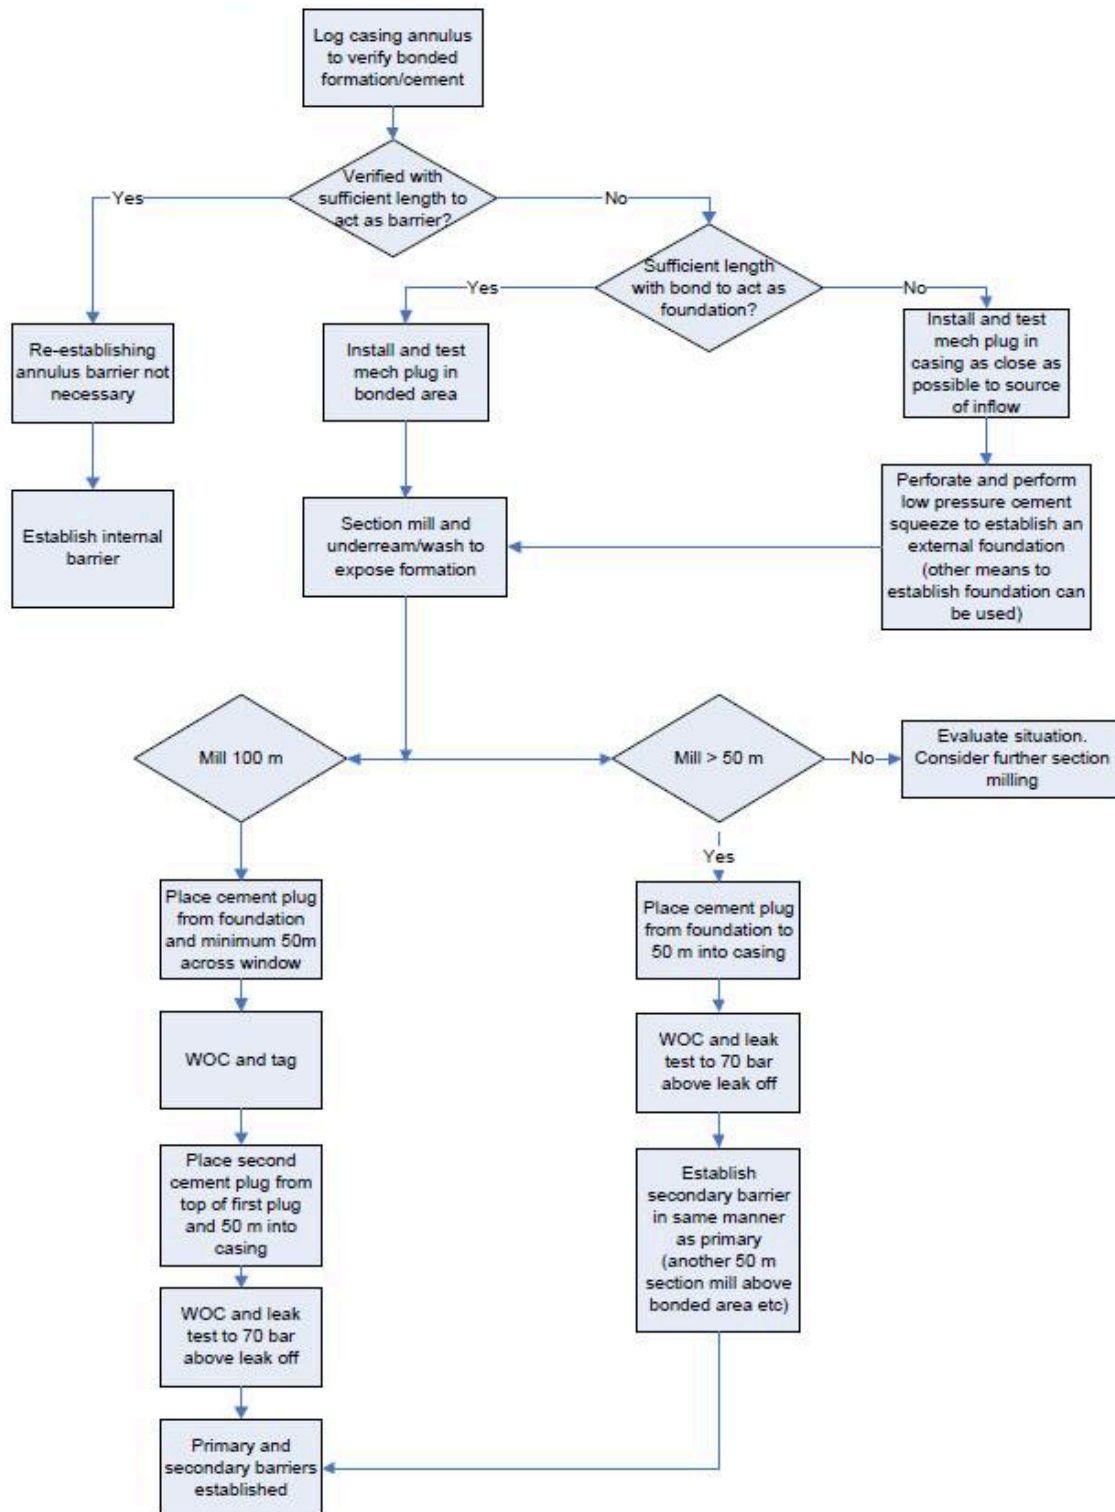 Log casing annulus
to verify bonded
formation/cement
Verified with
sufficient length to
act as barrier?
Yes
No
Sufficient length
with bond to act as
foundation?
Yes
No
Re-establishing
annulus barrier not
necessary
Install and test
mech plug in
bonded area
Install and test
mech plug in
casing as close as
possible to source
of inflow
Establish internal
barrier
Section mill and
underream/wash to
expose formation
Perforate and perform
low pressure cement
squeeze to establish an
external foundation
(other means to
establish foundation can
be used)
Mill 100 m
Mill > 50 m
No
Evaluate situation.
Consider further section
milling
Yes
Place cement plug
from foundation
and minimum 50m
across window
Place cement plug
from foundation to
50 m into casing
WOC and tag
WOC and leak
test to 70 bar
above leak off
Place second
cement plug from
top of first plug
and 50 m into
casing
Establish
secondary barrier
in same manner
as primary
(another 50 m
section mill above
bonded area etc)
WOC and leak
test to 70 bar
above leak off
Primary and
secondary barriers
established